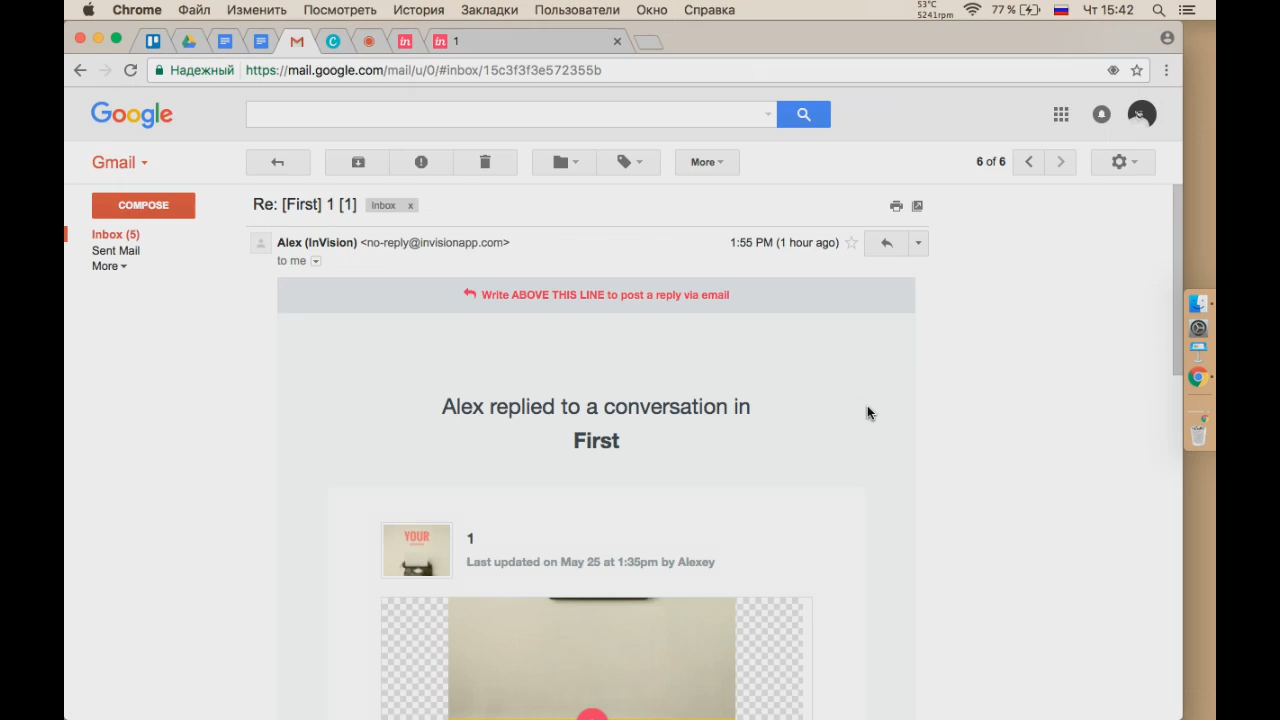 Chrome Файл Изменить Просмотреть История Закладки Пользователи Окно Справка 53°C 5241rpm 77 % Чт 15:42
in in 1
Надежный https://mail.google.com/mail/u/0/#inbox/15c3f3f3e572355b
Google
Gmail More 6 of 6
COMPOSE
Re: [First] 1 [1] Inbox x
Inbox (5)
Sent Mail
More
Alex (InVision) <no-reply@invisionapp.com> 1:55 PM (1 hour ago)
to me
Write ABOVE THIS LINE to post a reply via email
Alex replied to a conversation in
First
YOUR
1
Last updated on May 25 at 1:35pm by Alexey